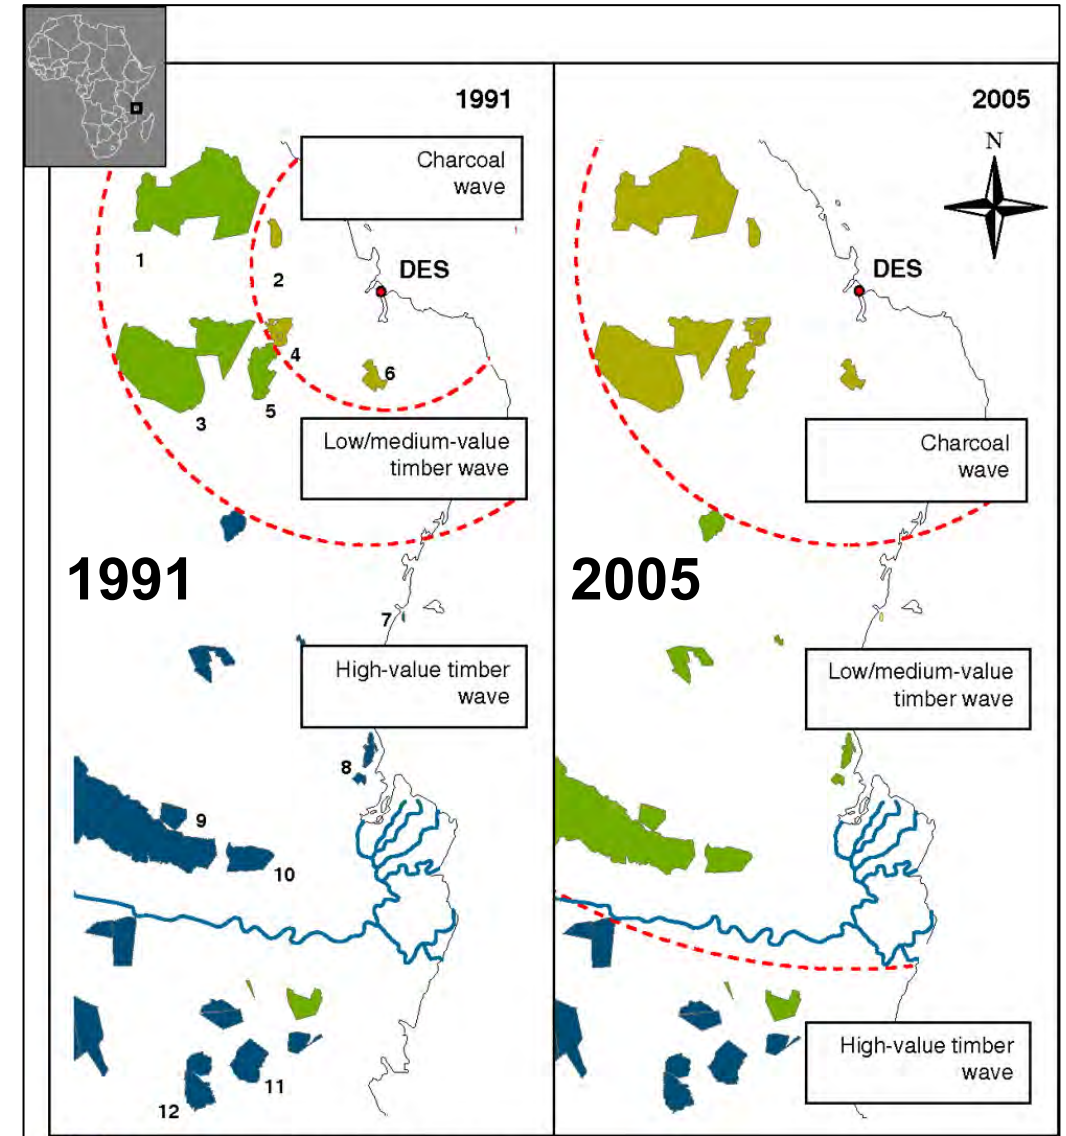 1991
Charcoal
wave
1
2
DES
4
6
3
5
Low/medium-value
timber wave
1991
7
High-value timber
wave
8
9
10
11
12
2005
N
DES
Charcoal
wave
2005
Low/medium-value
timber wave
High-value timber
wave